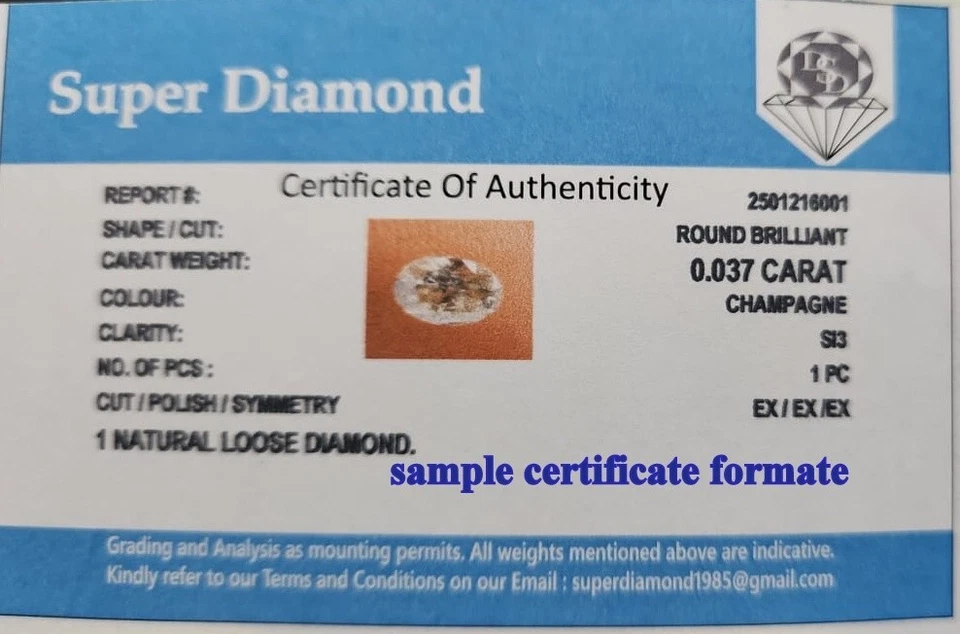 Super Diamond
DSD
Certificate Of Authenticity
REPORT #: 2501216001
SHAPE / CUT: ROUND BRILLIANT
CARAT WEIGHT: 0.037 CARAT
COLOUR: CHAMPAGNE
CLARITY: SI3
NO. OF PCS : 1 PC
CUT / POLISH / SYMMETRY EX / EX /EX
1 NATURAL LOOSE DIAMOND.
sample certificate formate
Grading and Analysis as mounting permits. All weights mentioned above are indicative.
Kindly refer to our Terms and Conditions on our Email : superdiamond1985@gmail.com